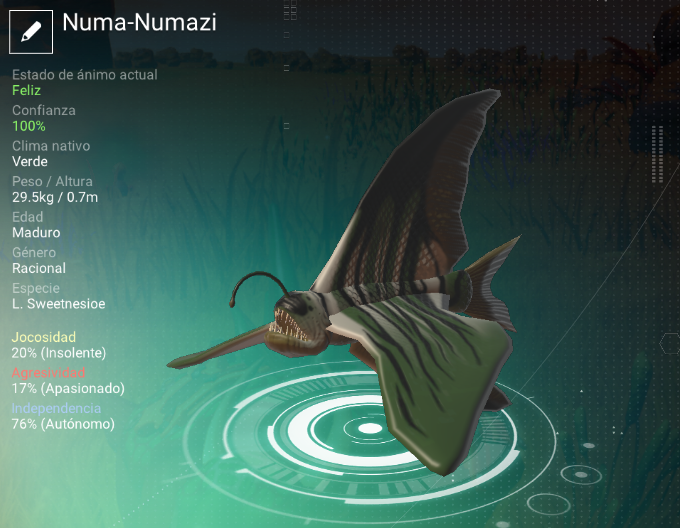 Numa-Numazi
Estado de ánimo actual
Feliz
Confianza
100%
Clima nativo
Verde
Peso / Altura
29.5kg / 0.7m
Edad
Maduro
Género
Racional
Especie
L. Sweetnesioe
Jocosidad
20% (Insolente)
Agresividad
17% (Apasionado)
Independencia
76% (Autónomo)